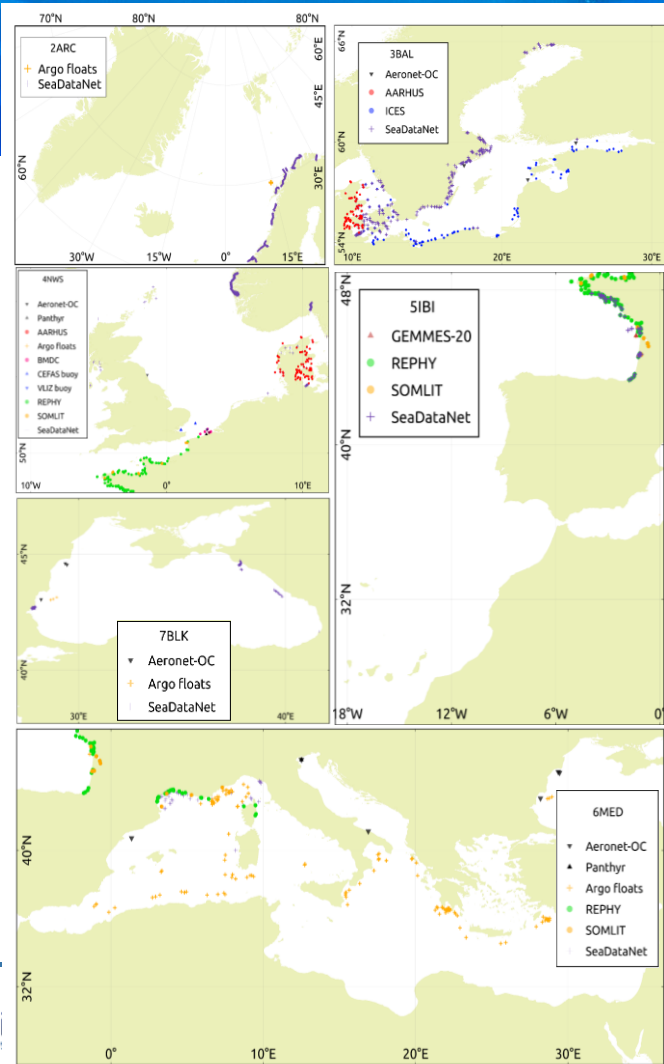 70°W
80°W
80°N
2ARC
Argo floats
SeaDataNet
60°E
45°E
30°E
60°N
30°W
15°W
0°
15°E
3BAL
Aeronet-OC
AARHUS
ICES
SeaDataNet
66°N
60°N
54°N
10°E
20°E
30°E
4NWS
Aeronet-OC
Panthyr
AARHUS
Argo floats
BMDC
CEFAS buoy
VLIZ buoy
REPHY
SOMLIT
SeaDataNet
50°N
10°W
0°
10°E
5IBI
GEMMES-20
REPHY
SOMLIT
SeaDataNet
48°N
40°N
32°N
18°W
12°W
6°W
45°N
40°N
7BLK
Aeronet-OC
Argo floats
SeaDataNet
30°E
40°E
6MED
Aeronet-OC
Panthyr
Argo floats
REPHY
SOMLIT
SeaDataNet
40°N
32°N
0°
10°E
20°E
30°E